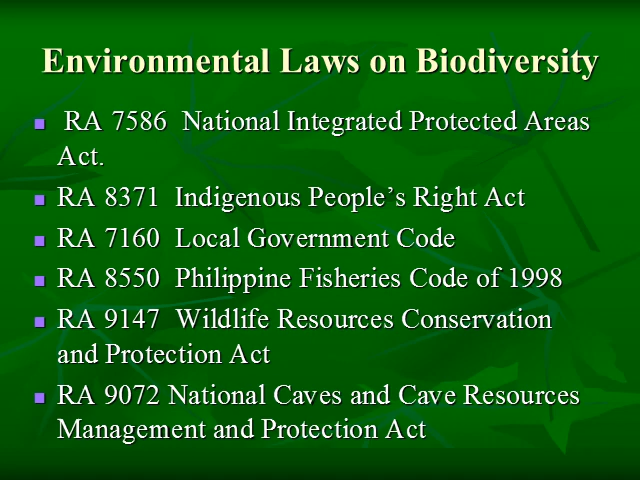 Environmental Laws on Biodiversity
RA 7586 National Integrated Protected Areas
Act.
RA 8371 Indigenous People's Right Act
RA 7160 Local Government Code
RA 8550 Philippine Fisheries Code of 1998
RA 9147 Wildlife Resources Conservation
and Protection Act
RA 9072 National Caves and Cave Resources
Management and Protection Act